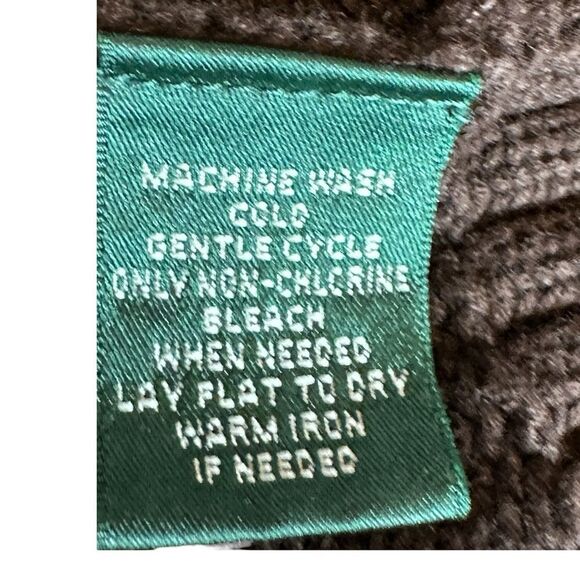 MACHINE WASH
COLD
GENTLE CYCLE
ONLY NON-CHLORINE
BLEACH
WHEN NEEDED
LAY FLAT TO DRY
WARM IRON
IF NEEDED